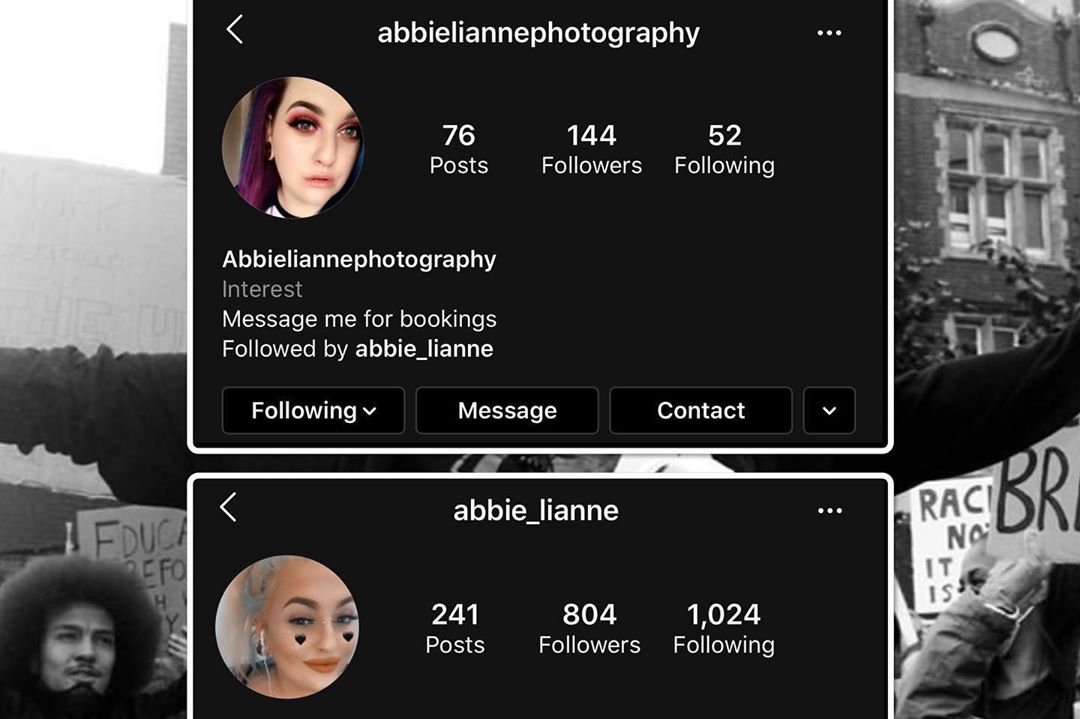 abbieliannephotography
76
144
52
Posts
Followers
Following
Abbieliannephotography
Interest
Message me for bookings
Followed by abbie_lianne
Following
Message
Contact
abbie_lianne
241
804
1,024
Posts
Followers
Following
EDUCA
THE
RACI
NO
IT
IS
BR